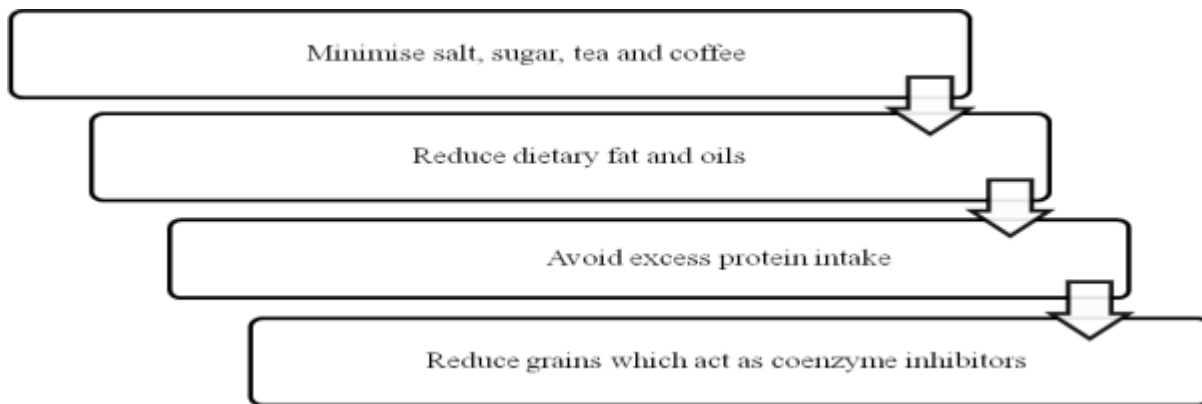 Minimise salt, sugar, tea and coffee
Reduce dietary fat and oils
Avoid excess protein intake
Reduce grains which act as coenzyme inhibitors